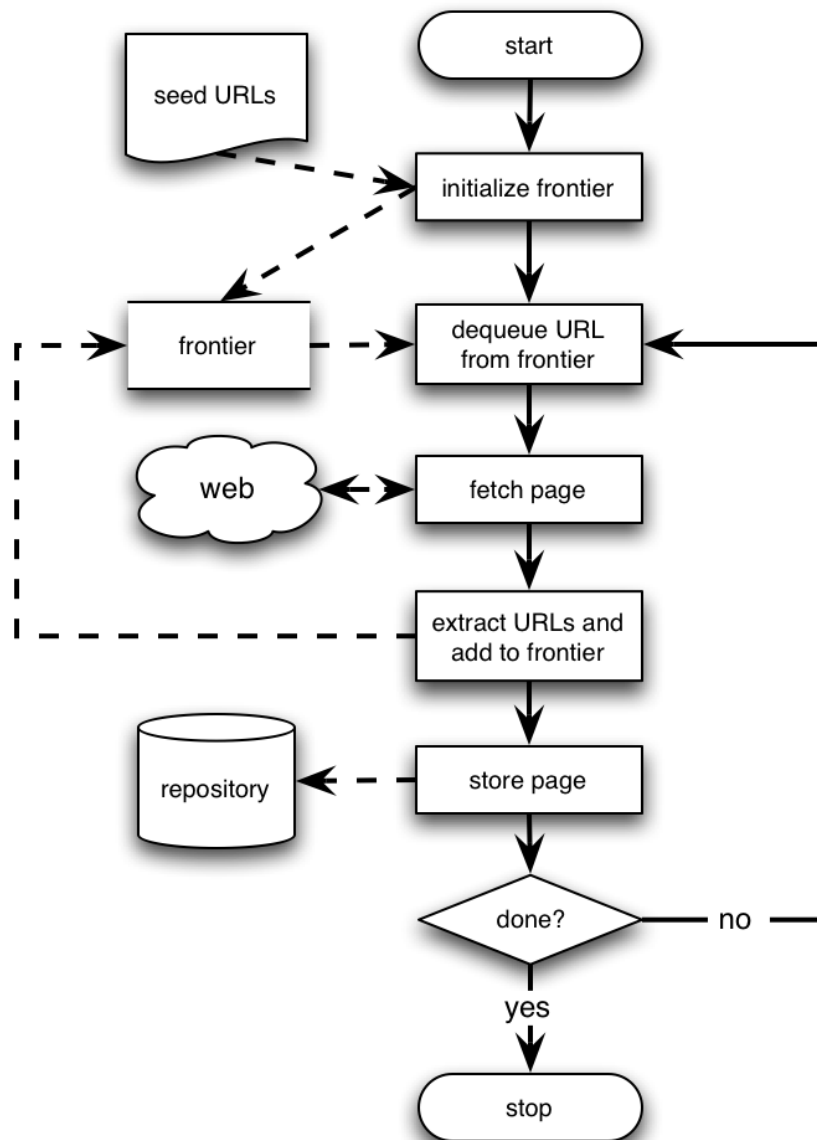 start
seed URLs
initialize frontier
frontier
dequeue URL
from frontier
web
fetch page
extract URLs and
add to frontier
repository
store page
done?
no
yes
stop